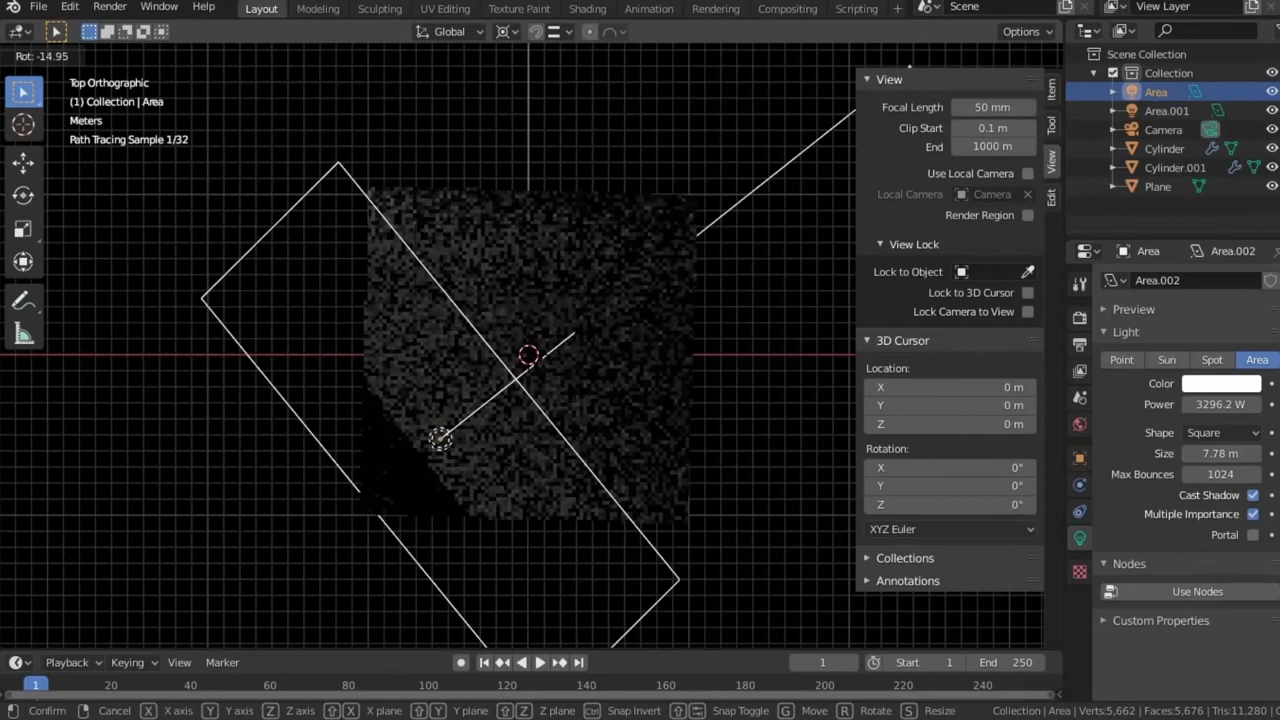 File Edit Render Window Help Layout Modeling Sculpting UV Editing Texture Paint Shading Animation Rendering Compositing Scripting + Scene View Layer
Global Options
Rot: -14.95
Top Orthographic
(1) Collection | Area
Meters
Path Tracing Sample 1/32
View
Focal Length 50 mm
Clip Start 0.1 m
End 1000 m
Use Local Camera
Local Camera Camera
Render Region
View Lock
Lock to Object
Lock to 3D Cursor
Lock Camera to View
3D Cursor
Location:
X 0 m
Y 0 m
Z 0 m
Rotation:
X 0°
Y 0°
Z 0°
XYZ Euler
Collections
Annotations
Item
Tool
View
Edit
Scene Collection
Collection
Area
Area.001
Camera
Cylinder
Cylinder.001
Plane
Area Area.002
Area.002
Preview
Light
Point Sun Spot Area
Color
Power 3296.2 W
Shape Square
Size 7.78 m
Max Bounces 1024
Cast Shadow
Multiple Importance
Portal
Nodes
Use Nodes
Custom Properties
Playback Keying View Marker 1 Start 1 End 250
1 20 40 60 80 100 120 140 160 180 200 220 240
Confirm Cancel X X axis Y Y axis Z Z axis X X plane Y Y plane Z Z plane Ctrl Snap Invert Snap Toggle G Move R Rotate S Resize Collection | Area | Verts:5,662 | Faces:5,676 | Tris:11,280 | O